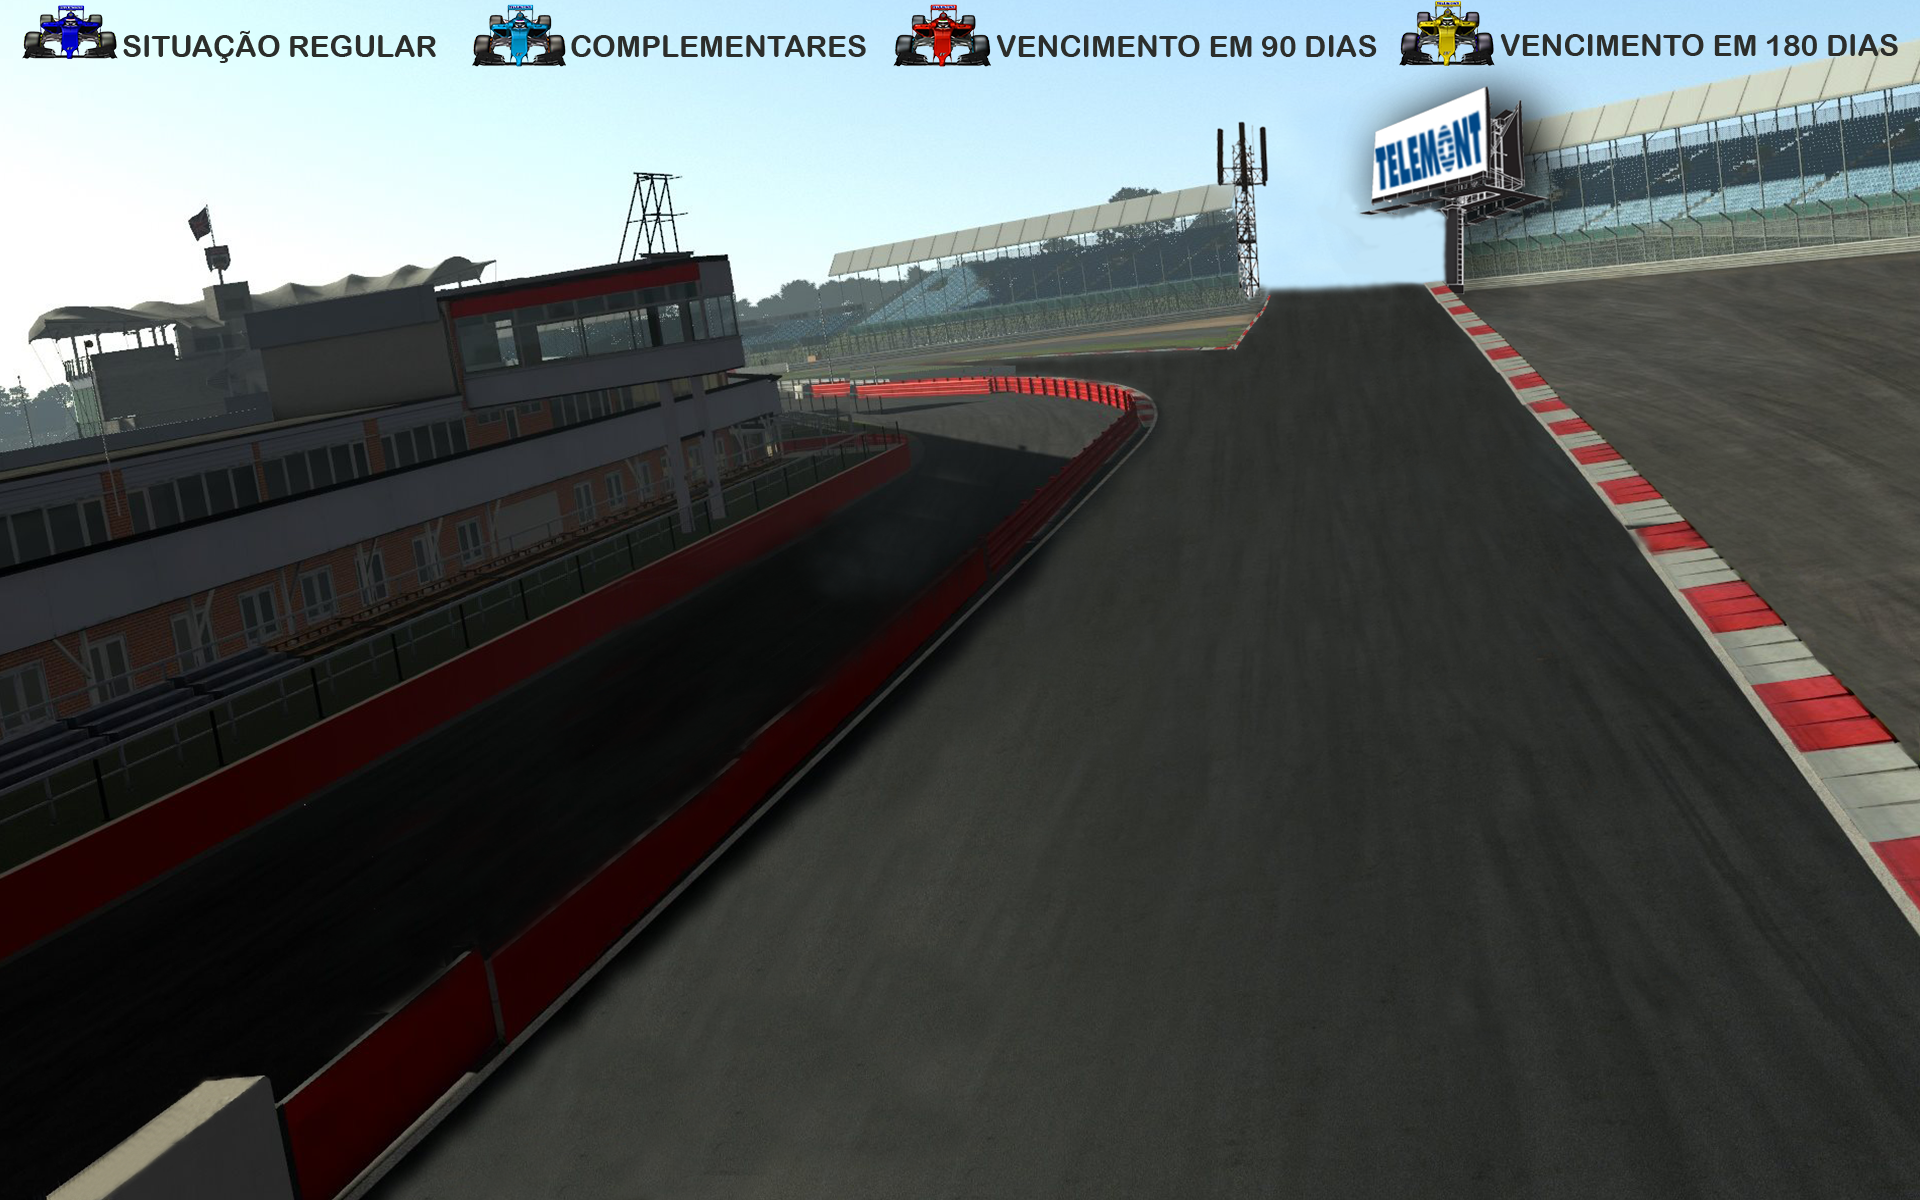 SITUAÇÃO REGULAR
COMPLEMENTARES
VENCIMENTO EM 90 DIAS
VENCIMENTO EM 180 DIAS
TELEMONT